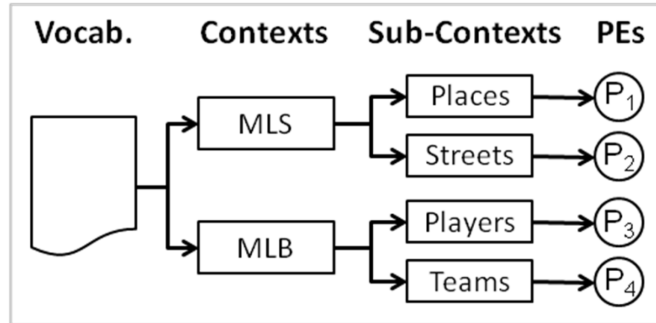 Vocab. Contexts Sub-Contexts PEs
Places P1
MLS
Streets P2
Players P3
MLB
Teams P4